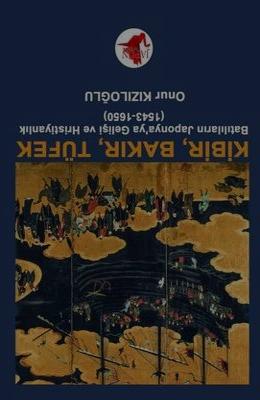 KİBİR, BAKIR, TÜFEK
Batılıların Japonya'ya Gelişi ve Hristiyanlık
(1543-1650)
Onur KIZILOĞLU